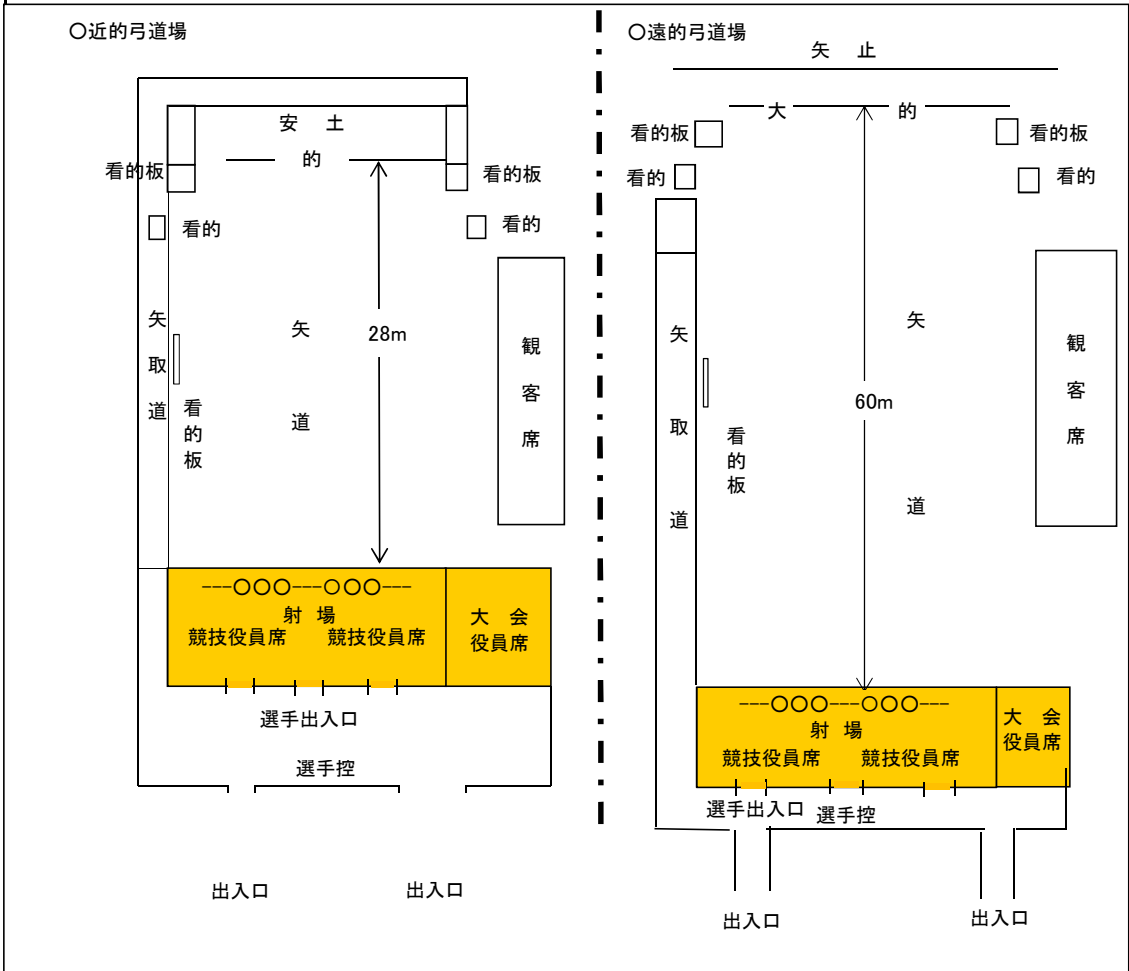 ○近的弓道場
安 土
的
看的板
看的板
看的
看的
矢取道
看的板
矢道
28m
観客席
---○○○---○○○---
射 場
競技役員席 競技役員席
大 会
役員席
選手出入口
選手控
出入口 出入口
○遠的弓道場
矢 止
大 的
看的板
看的板
看的
看的
矢取道
看的板
矢道
60m
観客席
---○○○---○○○---
射 場
競技役員席 競技役員席
大 会
役員席
選手出入口 選手控
出入口 出入口